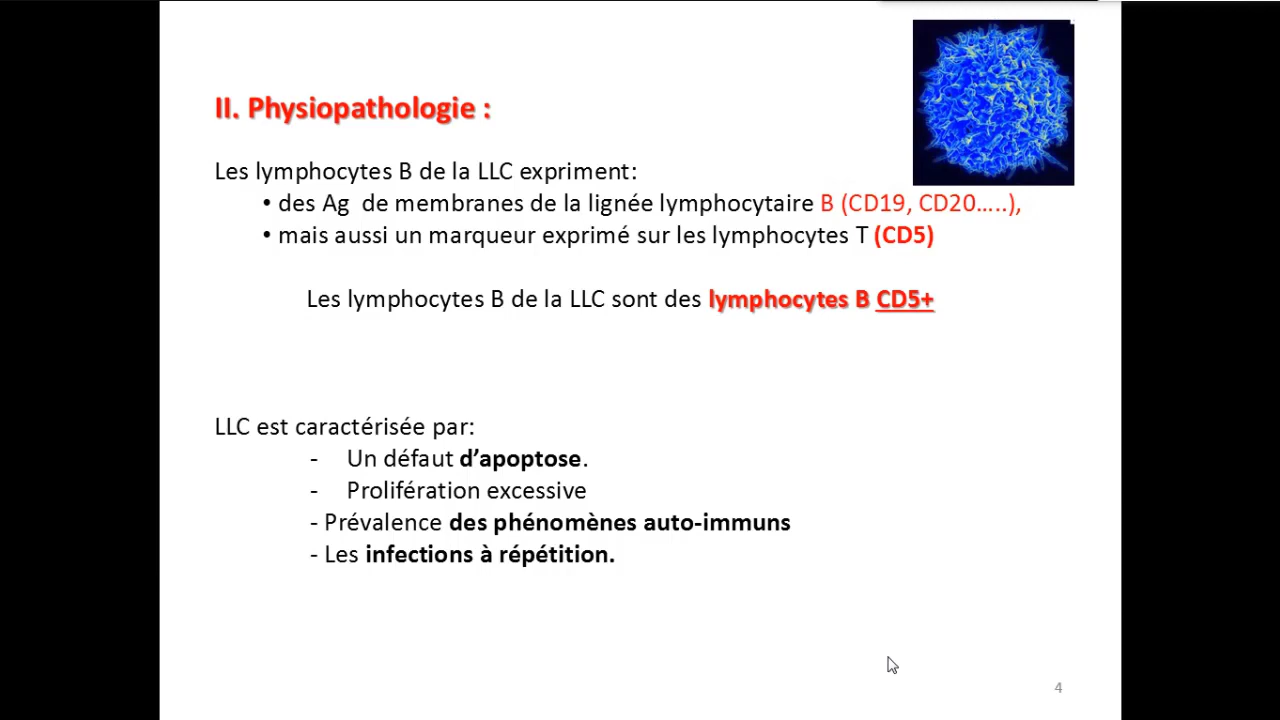 II. Physiopathologie :
Les lymphocytes B de la LLC expriment:
• des Ag de membranes de la lignée lymphocytaire B (CD19, CD20…..),
• mais aussi un marqueur exprimé sur les lymphocytes T (CD5)
Les lymphocytes B de la LLC sont des lymphocytes B CD5+
LLC est caractérisée par:
- Un défaut d’apoptose.
- Prolifération excessive
- Prévalence des phénomènes auto-immuns
- Les infections à répétition.
4